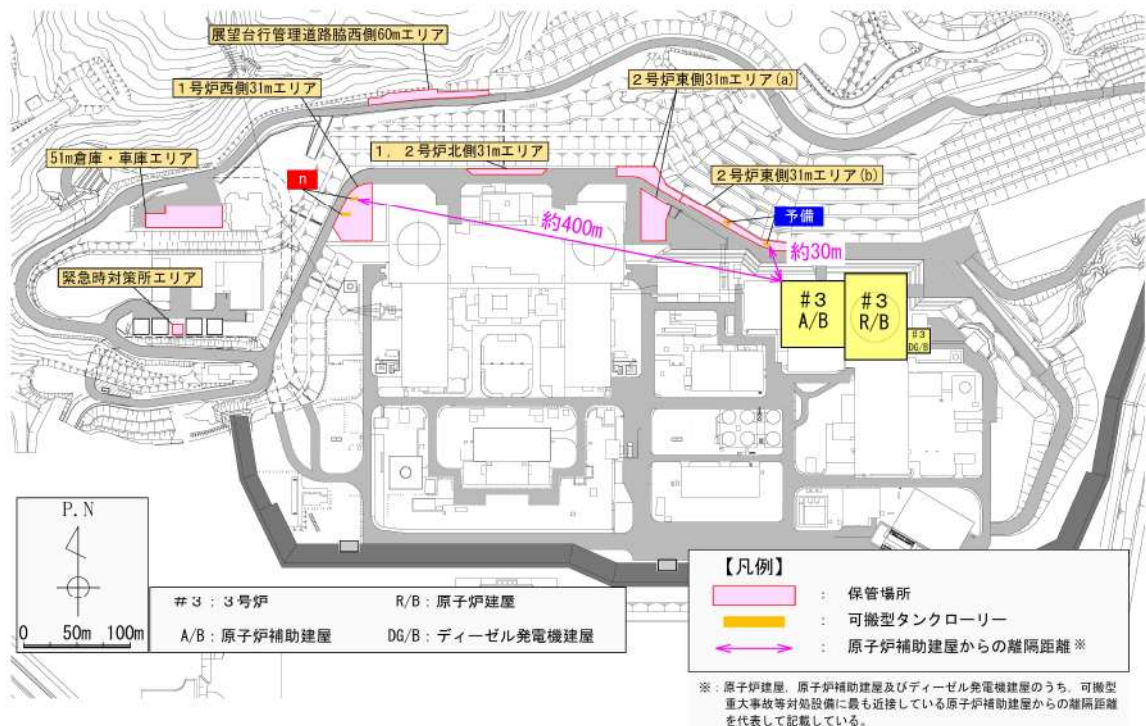 展望台行管理道路脇西側60mエリア
1号炉西側31mエリア
2号炉東側31mエリア(a)
51m倉庫・車庫エリア
1,2号炉北側31mエリア
n
2号炉東側31mエリア(b)
予備
約400m
約30m
緊急時対策所エリア
#3
A/B
#3
R/B
#3
DG/B
P.N
0 50m 100m
#3:3号炉 R/B:原子炉建屋
A/B:原子炉補助建屋 DG/B:ディーゼル発電機建屋
【凡例】
: 保管場所
: 可搬型タンクローリー
: 原子炉補助建屋からの離隔距離※
※:原子炉建屋,原子炉補助建屋及びディーゼル発電機建屋のうち,可搬型
重大事故等対処設備に最も近接している原子炉補助建屋からの離隔距離
を代表して記載している。